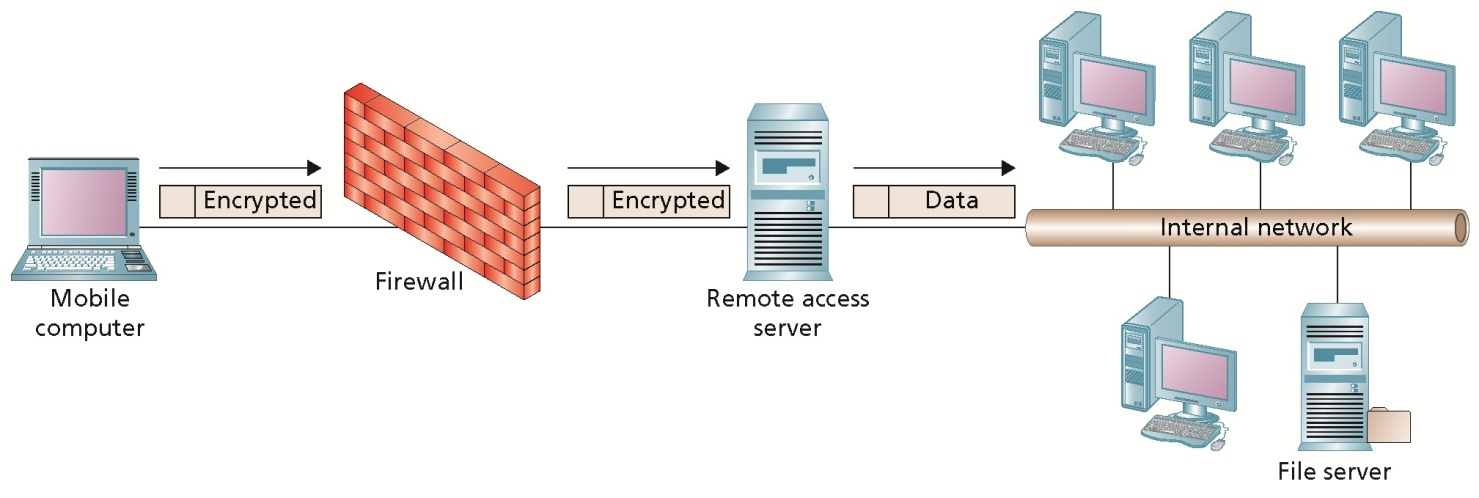 Encrypted
Encrypted
Data
Internal network
Firewall
Mobile
computer
Remote access
server
File server